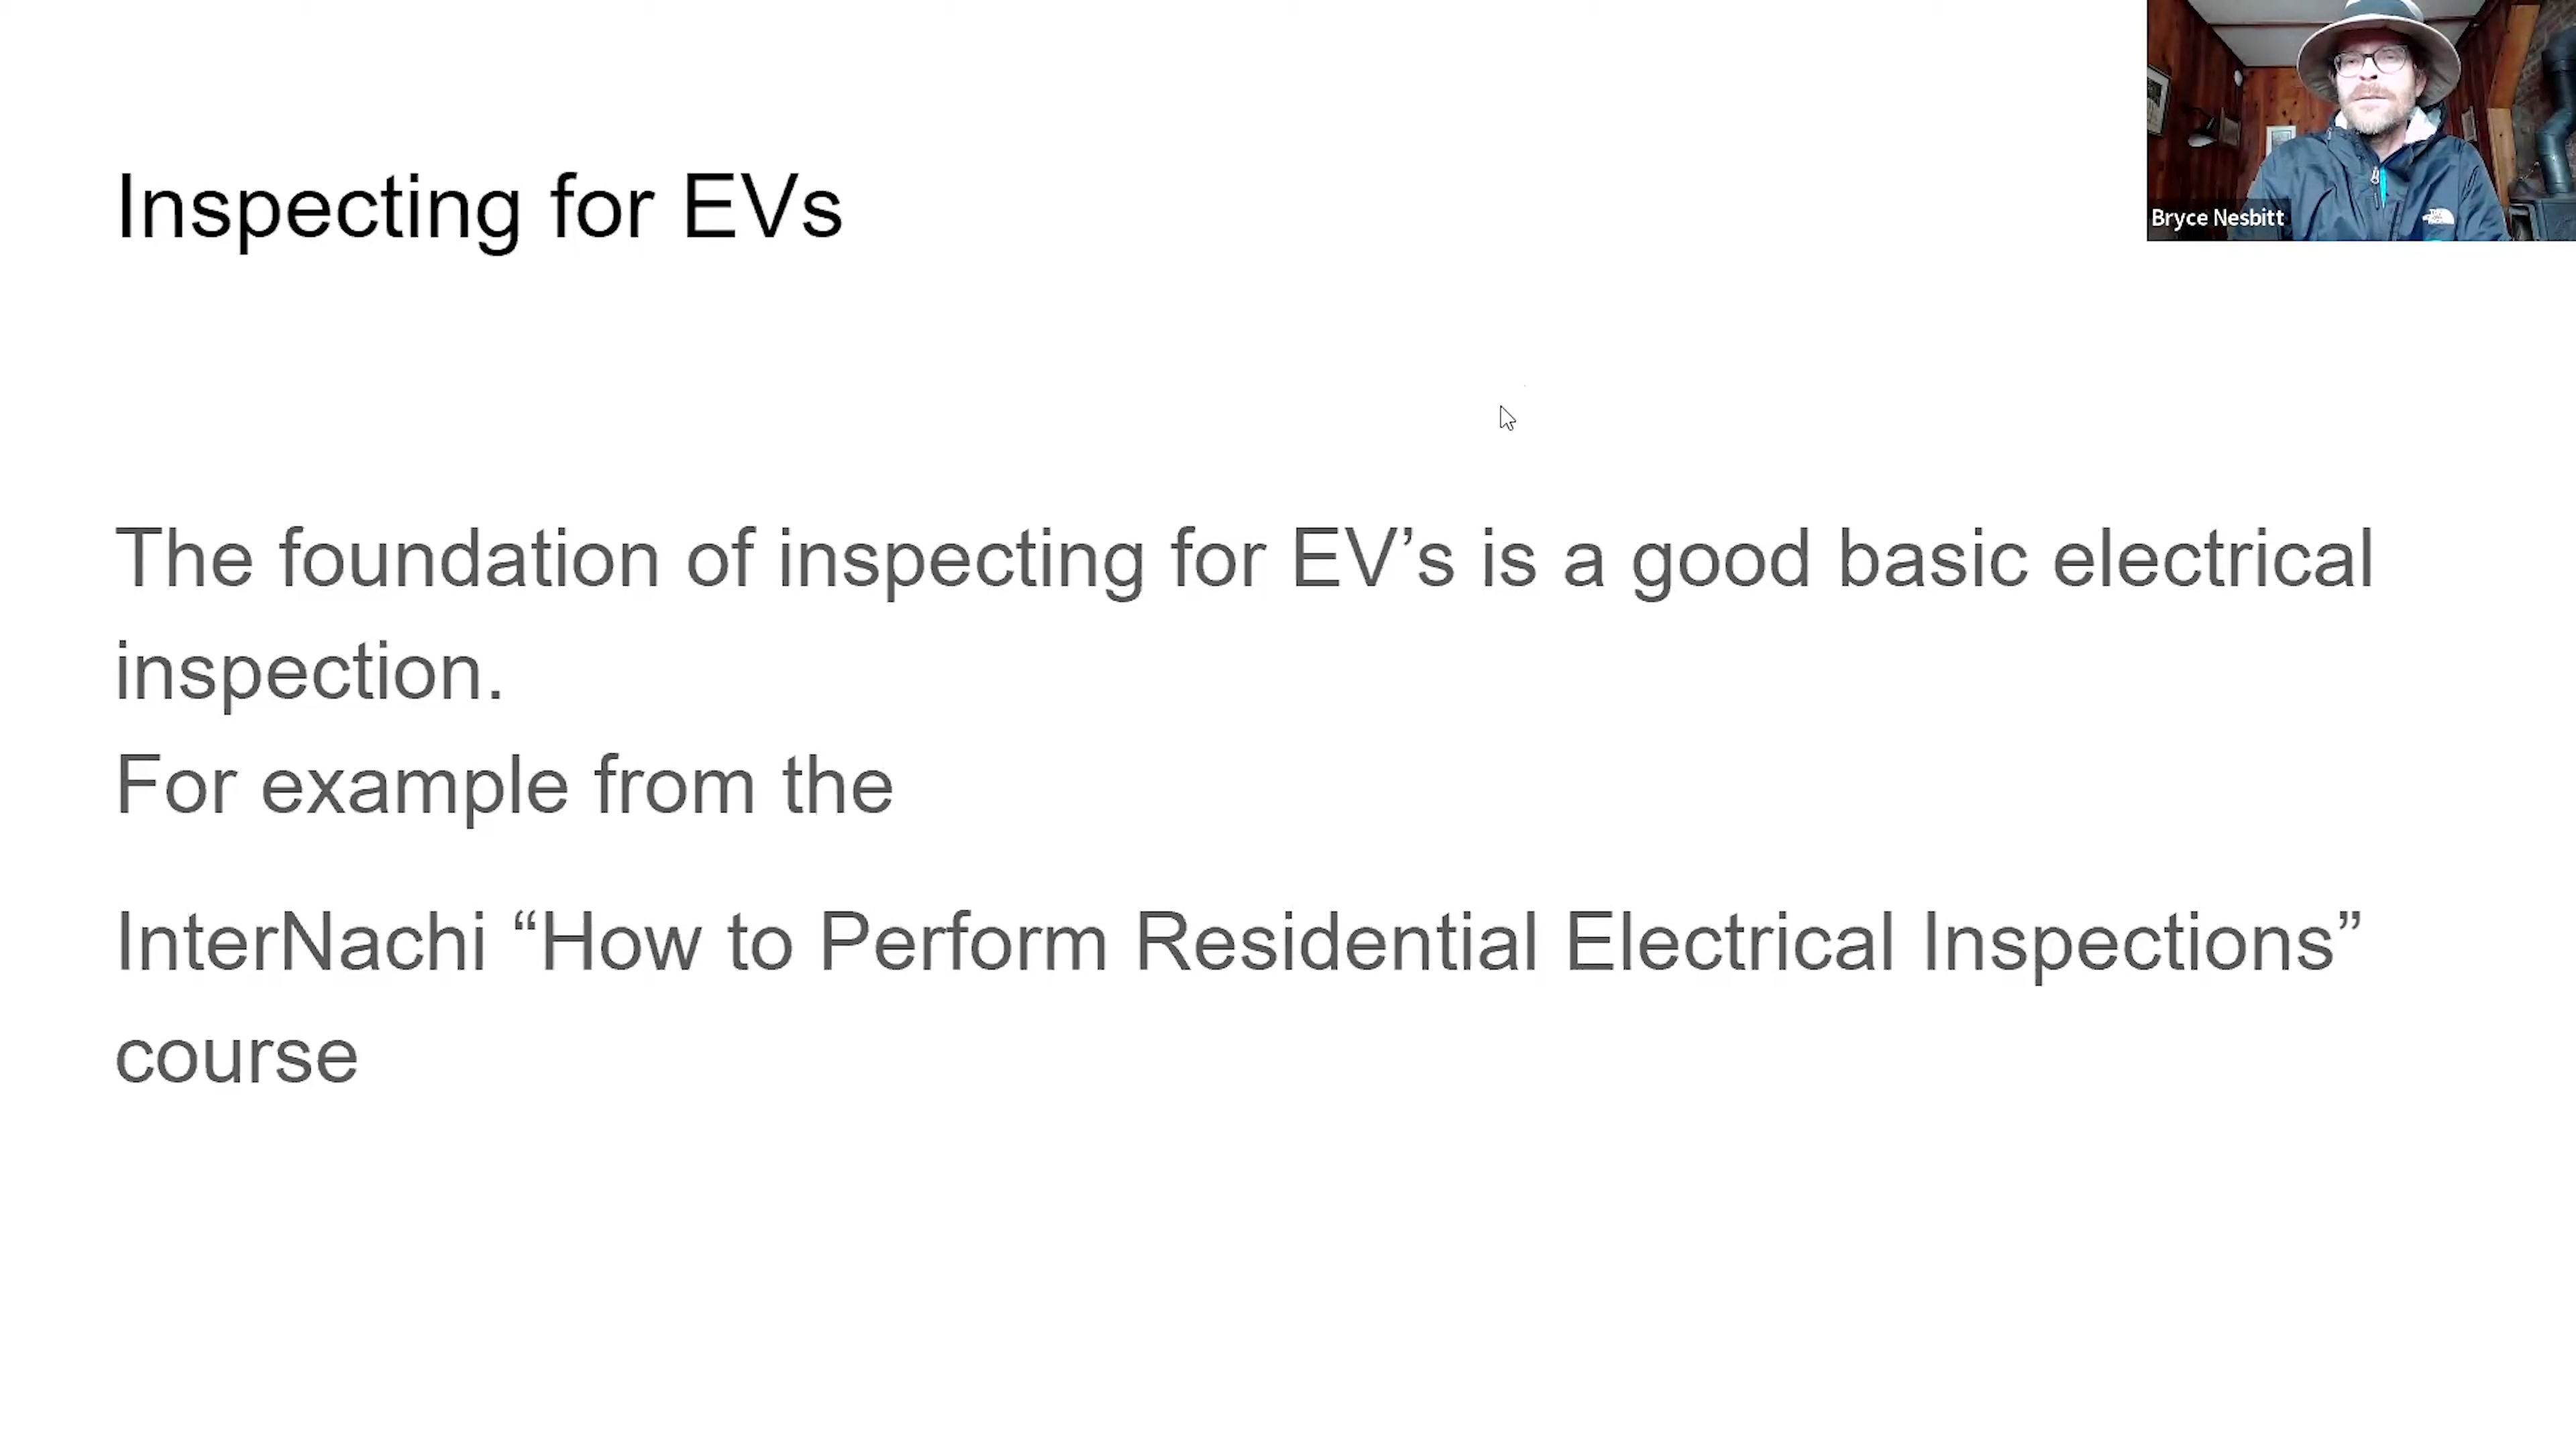 Inspecting for EVs
Bryce Nesbitt
The foundation of inspecting for EV’s is a good basic electrical
inspection.
For example from the
InterNachi “How to Perform Residential Electrical Inspections”
course